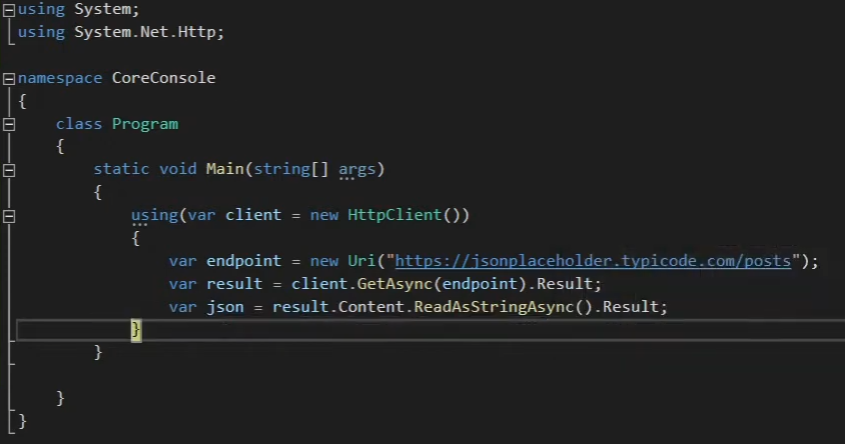 using System;
using System.Net.Http;
namespace CoreConsole
{
class Program
{
static void Main(string[] args)
{
using(var client = new HttpClient())
{
var endpoint = new Uri("https://jsonplaceholder.typicode.com/posts");
var result = client.GetAsync(endpoint).Result;
var json = result.Content.ReadAsStringAsync().Result;
}
}
}
}